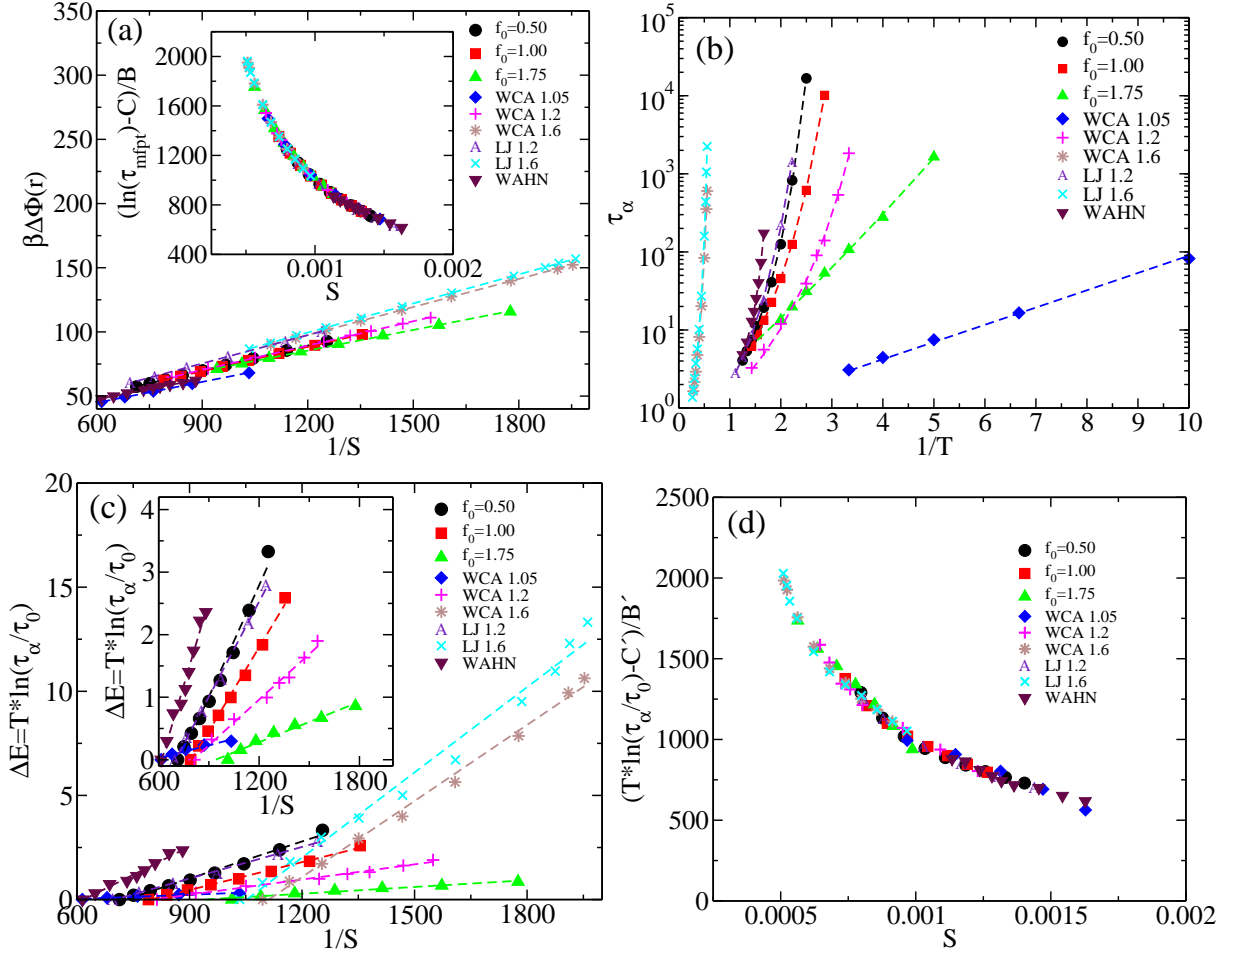 (a)
f0=0.50
f0=1.00
f0=1.75
WCA 1.05
WCA 1.2
WCA 1.6
LJ 1.2
LJ 1.6
WAHN
350
300
250
200
150
100
50
βΔΦ(r)
600 900 1200 1500 1800
1/S
2000
1600
1200
800
400
(ln(τmfpt)-C)/B
0.001 0.002
S
(b)
f0=0.50
f0=1.00
f0=1.75
WCA 1.05
WCA 1.2
WCA 1.6
LJ 1.2
LJ 1.6
WAHN
10^5
10^4
10^3
10^2
10^1
10^0
τα
0 1 2 3 4 5 6 7 8 9 10
1/T
(c)
f0=0.50
f0=1.00
f0=1.75
WCA 1.05
WCA 1.2
WCA 1.6
LJ 1.2
LJ 1.6
WAHN
20
15
10
5
0
ΔE=T*ln(τα/τ0)
600 900 1200 1500 1800
1/S
4
3
2
1
0
ΔE=T*ln(τα/τ0)
600 1200 1800
1/S
(d)
f0=0.50
f0=1.00
f0=1.75
WCA 1.05
WCA 1.2
WCA 1.6
LJ 1.2
LJ 1.6
WAHN
2500
2000
1500
1000
500
0
(T*ln(τα/τ0)-C´)/B´
0.0005 0.001 0.0015 0.002
S